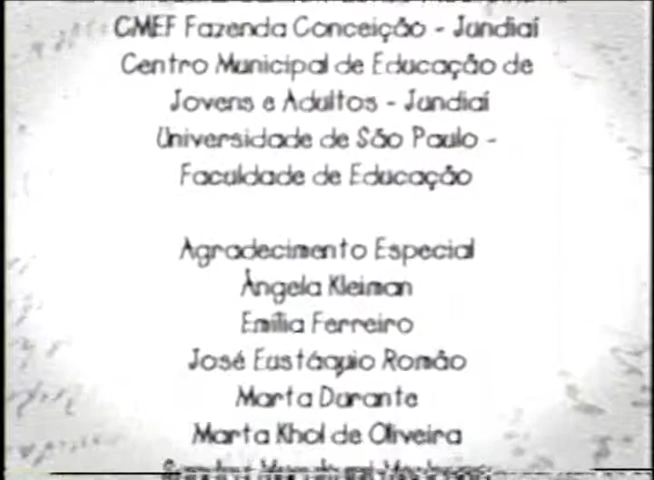 CMEF Fazenda Conceição - Jundiaí
Centro Municipal de Educação de
Jovens e Adultos - Jundiaí
Universidade de São Paulo -
Faculdade de Educação
Agradecimento Especial
Ângela Kleiman
Emília Ferreiro
José Eustáquio Romão
Marta Durante
Marta Khol de Oliveira